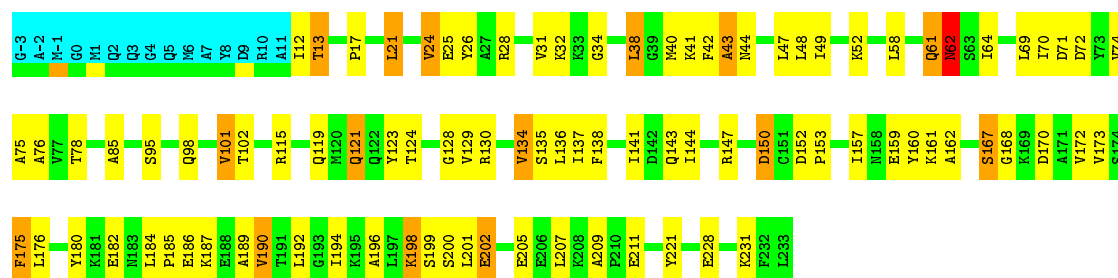 G-3 A-2 M-1 G0 M1 Q2 Q3 G4 Q5 M6 A7 Y8 D9 R10 A11 I12 T13 P17 L21 V24 E25 Y26 A27 R28 V31 K32 K33 G34 L38 G39 M40 K41 F42 A43 N44 L47 L48 I49 K52 L58 Q61 N62 S63 I64 L69 I70 D71 D72 Y73 V74
A75 A76 V77 T78 A85 S95 Q98 V101 T102 R115 Q119 M120 Q121 Q122 Y123 T124 G128 V129 R130 V134 S135 L136 I137 F138 I141 D142 Q143 I144 R147 D150 C151 D152 P153 I157 N158 E159 Y160 K161 A162 S167 G168 K169 D170 A171 V172 V173 S174
F175 L176 Y180 K181 E182 N183 L184 P185 E186 K187 E188 A189 V190 T191 L192 G193 I194 K195 A196 L197 K198 S199 S200 L201 E202 E205 E206 L207 K208 A209 P210 E211 Y221 E228 K231 F232 L233